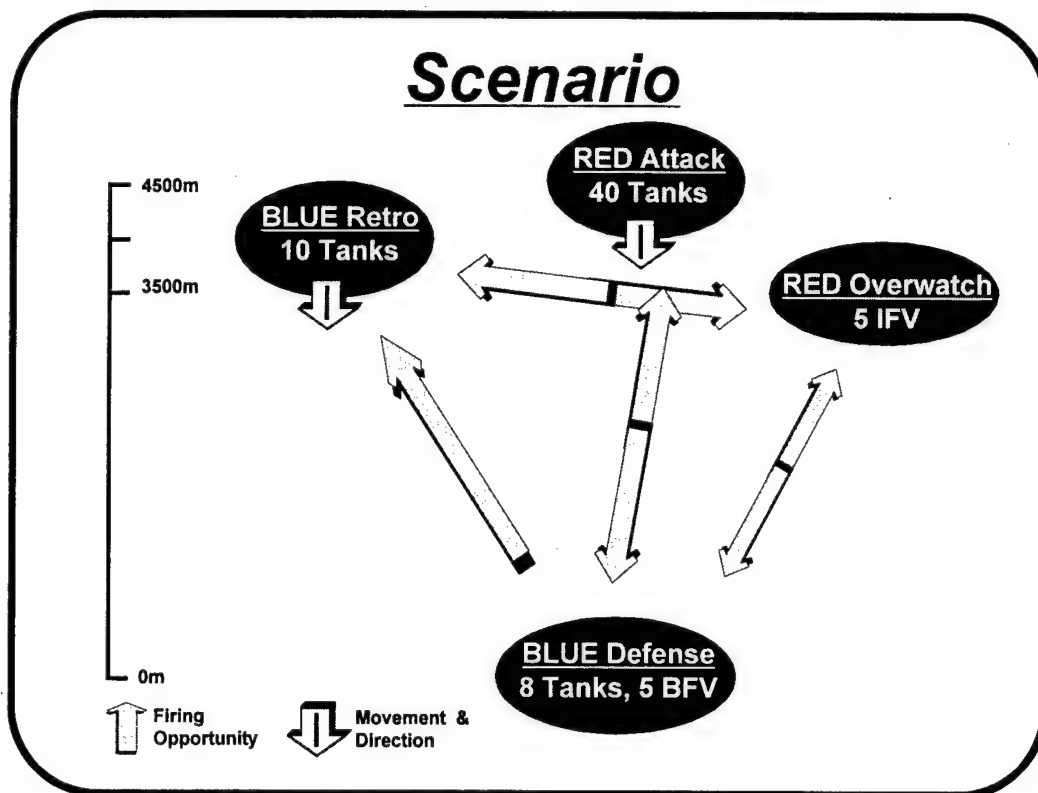 Scenario
RED Attack
40 Tanks
4500m
BLUE Retro
10 Tanks
3500m
RED Overwatch
5 IFV
BLUE Defense
8 Tanks, 5 BFV
0m
Firing
Opportunity
Movement &
Direction